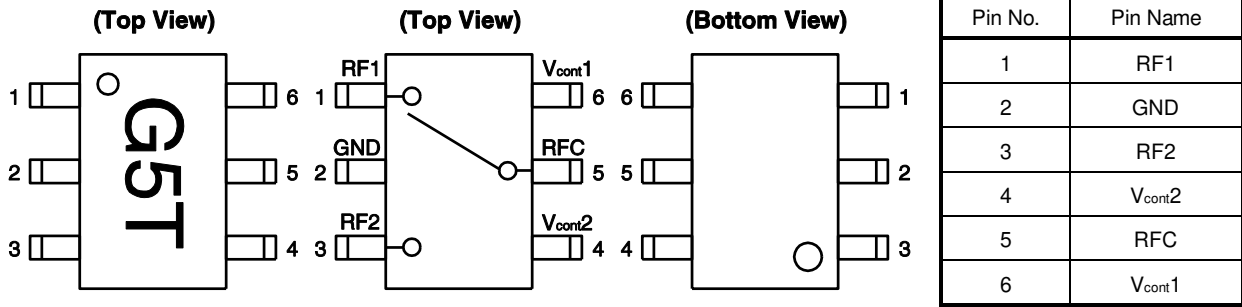 (Top View)
1
2
3
G5T
6
5
4
(Top View)
RF1
1
GND
2
RF2
3
Vcont1
6
RFC
5
Vcont2
4
(Bottom View)
6
5
4
1
2
3
Pin No. Pin Name
1 RF1
2 GND
3 RF2
4 Vcont2
5 RFC
6 Vcont1